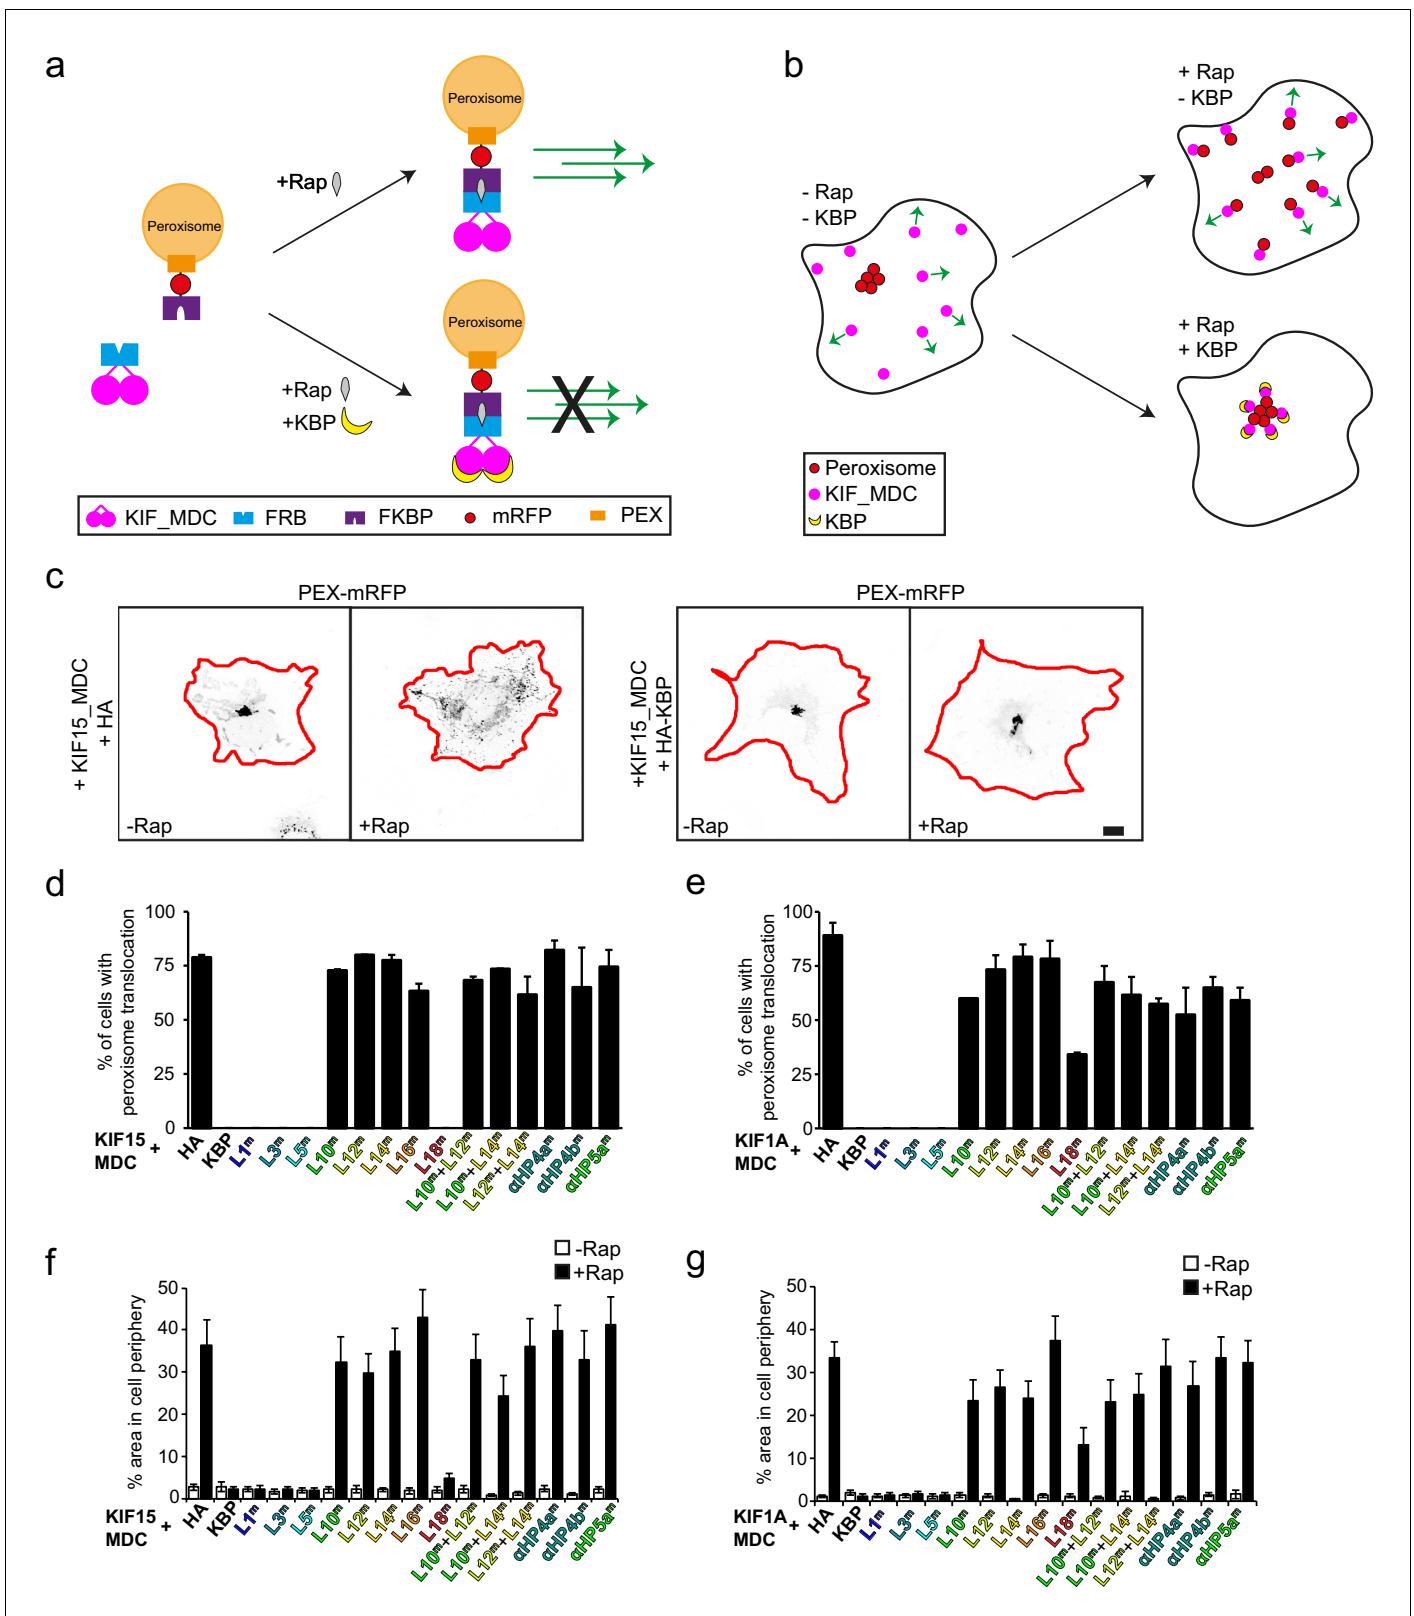 a
Peroxisome
+Rap
Peroxisome
+Rap
+KBP
Peroxisome
KIF_MDC
FRB
FKBP
mRFP
PEX
b
- Rap
- KBP
+ Rap
- KBP
+ Rap
+ KBP
Peroxisome
KIF_MDC
KBP
c
PEX-mRFP
+ KIF15_MDC
+ HA
-Rap
+Rap
PEX-mRFP
+KIF15_MDC
+ HA-KBP
-Rap
+Rap
d
% of cells with
peroxisome translocation
100
75
50
25
0
KIF15 +
MDC
HA
KBP
L1ᵐ
L3ᵐ
L5ᵐ
L10ᵐ
L12ᵐ
L14ᵐ
L16ᵐ
L18ᵐ
L10ᵐ+L12ᵐ
L10ᵐ+L14ᵐ
L12ᵐ+L14ᵐ
αHP4aᵐ
αHP4bᵐ
αHP5aᵐ
e
% of cells with
peroxisome translocation
100
75
50
25
0
KIF1A +
MDC
HA
KBP
L1ᵐ
L3ᵐ
L5ᵐ
L10ᵐ
L12ᵐ
L14ᵐ
L16ᵐ
L18ᵐ
L10ᵐ+L12ᵐ
L10ᵐ+L14ᵐ
L12ᵐ+L14ᵐ
αHP4aᵐ
αHP4bᵐ
αHP5aᵐ
f
-Rap
+Rap
% area in cell periphery
50
40
30
20
10
0
KIF15 +
MDC
HA
KBP
L1ᵐ
L3ᵐ
L5ᵐ
L10ᵐ
L12ᵐ
L14ᵐ
L16ᵐ
L18ᵐ
L10ᵐ+L12ᵐ
L10ᵐ+L14ᵐ
L12ᵐ+L14ᵐ
αHP4aᵐ
αHP4bᵐ
αHP5aᵐ
g
-Rap
+Rap
% area in cell periphery
50
40
30
20
10
0
KIF1A +
MDC
HA
KBP
L1ᵐ
L3ᵐ
L5ᵐ
L10ᵐ
L12ᵐ
L14ᵐ
L16ᵐ
L18ᵐ
L10ᵐ+L12ᵐ
L10ᵐ+L14ᵐ
L12ᵐ+L14ᵐ
αHP4aᵐ
αHP4bᵐ
αHP5aᵐ